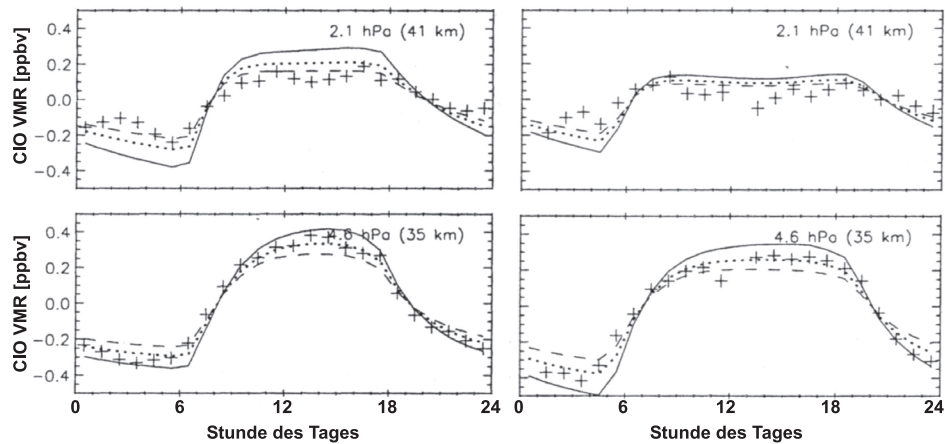 2.1 hPa (41 km)
2.1 hPa (41 km)
ClO VMR [ppbv]
0.4
0.2
0.0
−0.2
−0.4
4.6 hPa (35 km)
4.6 hPa (35 km)
ClO VMR [ppbv]
0.4
0.2
0.0
−0.2
−0.4
0 6 12 18 24
0 6 12 18 24
Stunde des Tages
Stunde des Tages